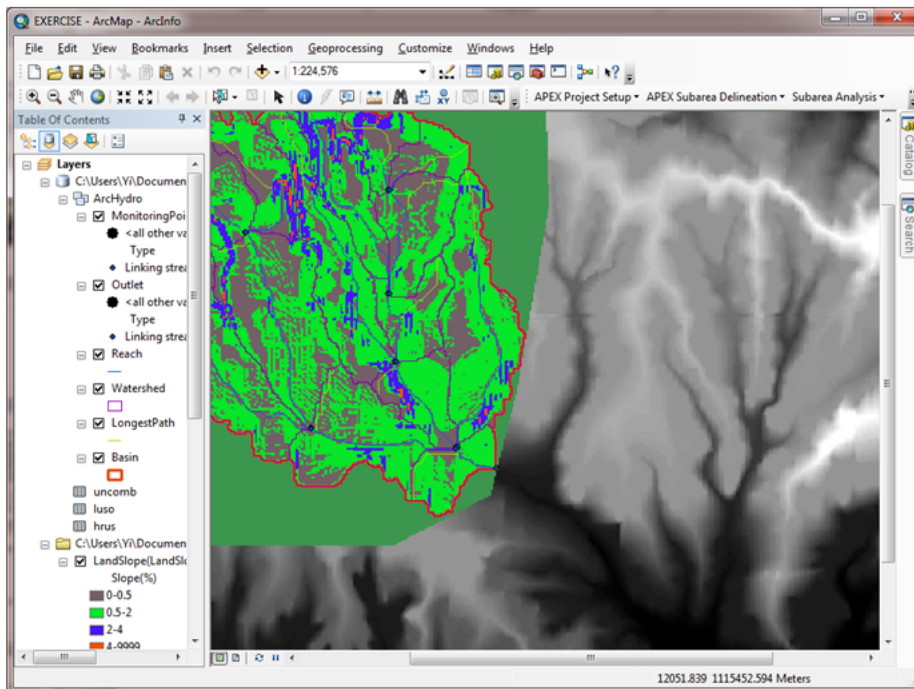 EXERCISE - ArcMap - ArcInfo
File Edit View Bookmarks Insert Selection Geoprocessing Customize Windows Help
1:224,576
APEX Project Setup APEX Subarea Delineation Subarea Analysis
Table Of Contents
Layers
C:\Users\Yi\Documen
ArcHydro
MonitoringPoi
<all other va
Type
Linking strea
Outlet
<all other va
Type
Linking strea
Reach
Watershed
LongestPath
Basin
uncomb
luso
hrus
C:\Users\Yi\Documen
LandSlope(LandSlo
Slope(%)
0-0.5
0.5-2
2-4
4-9999
Catalog
Search
12051.839 1115452.594 Meters